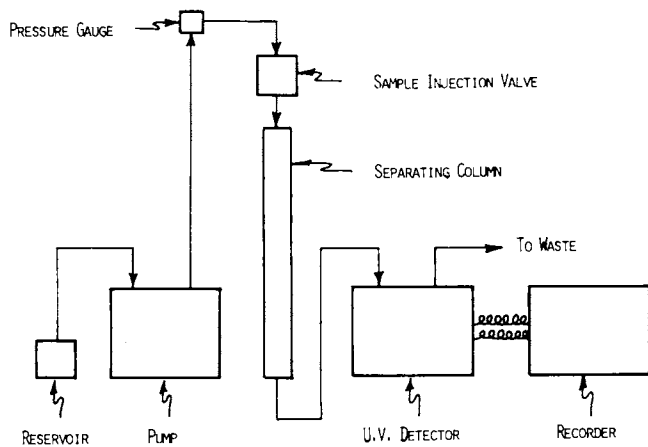 PRESSURE GAUGE
SAMPLE INJECTION VALVE
SEPARATING COLUMN
TO WASTE
RESERVOIR
PUMP
U.V. DETECTOR
RECORDER